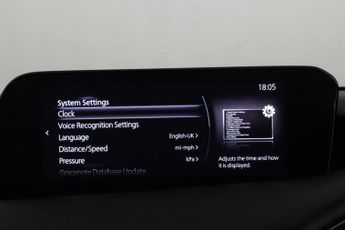 18:05
System Settings
Clock
Voice Recognition Settings
Language English-UK
Distance/Speed mi-mph
Pressure kPa
Gracenote Database Update
Adjusts the time and how
it is displayed.